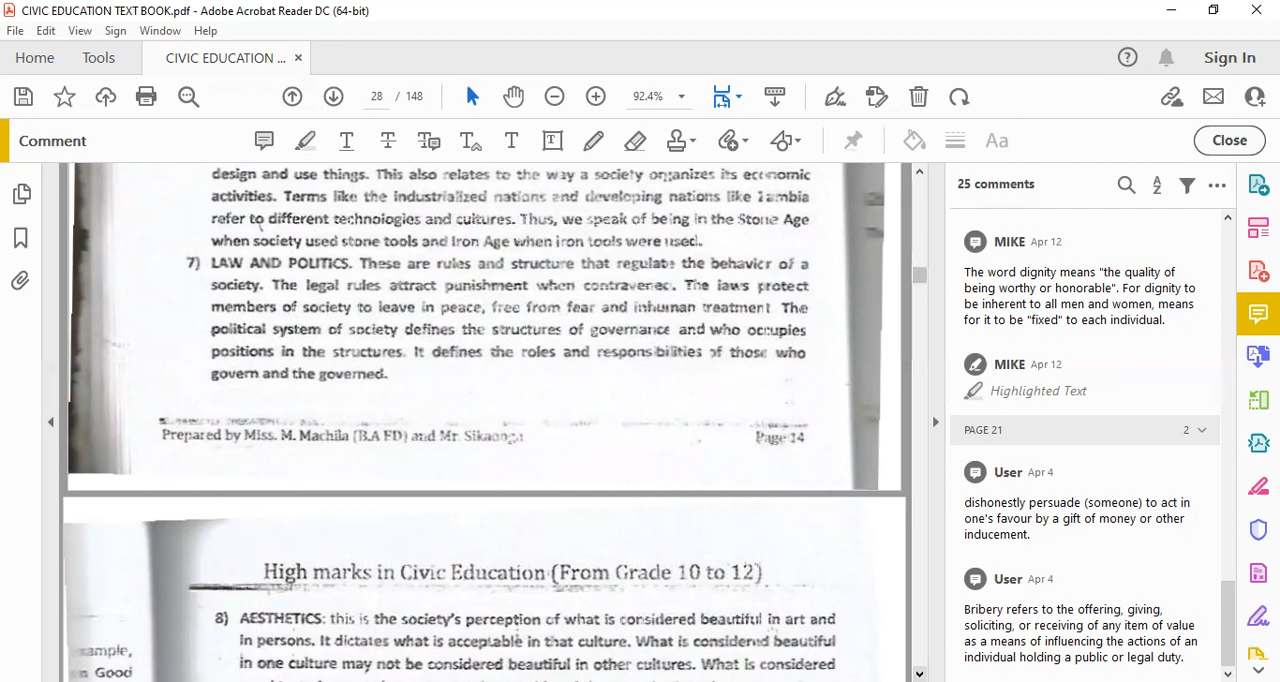 CIVIC EDUCATION TEXT BOOK.pdf - Adobe Acrobat Reader DC (64-bit)
File Edit View Sign Window Help
Home Tools CIVIC EDUCATION ... × Sign In
28 / 148 92.4%
Comment Close
design and use things. This also relates to the way a society organizes its economic
activities. Terms like the industrialized nations and developing nations like Zambia
refer to different technologies and cultures. Thus, we speak of being in the Stone Age
when society used stone tools and Iron Age when iron tools were used.
7) LAW AND POLITICS. These are rules and structure that regulate the behavior of a
society. The legal rules attract punishment when contravened. The laws protect
members of society to leave in peace, free from fear and inhuman treatment. The
political system of society defines the structures of governance and who occupies
positions in the structures. It defines the roles and responsibilities of those who
govern and the governed.
Prepared by Miss. M. Machila (B.A ED) and Mr. Page 14
High marks in Civic Education (From Grade 10 to 12)
8) AESTHETICS: this is the society's perception of what is considered beautiful in art and
in persons. It dictates what is acceptable in that culture. What is considered beautiful
in one culture may not be considered beautiful in other cultures. What is considered
Good
25 comments
MIKE Apr 12
The word dignity means "the quality of
being worthy or honorable". For dignity to
be inherent to all men and women, means
for it to be "fixed" to each individual.
MIKE Apr 12
Highlighted Text
PAGE 21 2
User Apr 4
dishonestly persuade (someone) to act in
one's favour by a gift of money or other
inducement.
User Apr 4
Bribery refers to the offering, giving,
soliciting, or receiving of any item of value
as a means of influencing the actions of an
individual holding a public or legal duty.